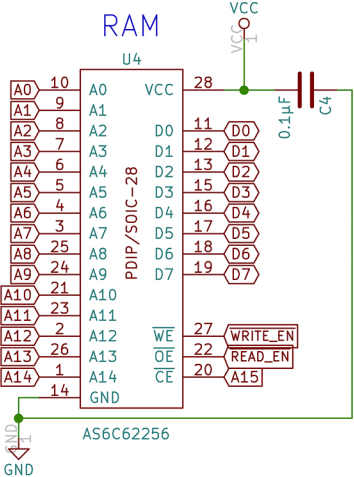 RAM
VCC
VCC
1
U4
A0 10 A0 VCC 28
A1 9 A1
A2 8 A2 D0 11 D0
A3 7 A3 D1 12 D1
A4 6 A4 D2 13 D2
A5 5 A5 D3 15 D3
A6 4 A6 D4 16 D4
A7 3 A7 D5 17 D5
A8 25 A8 D6 18 D6
A9 24 A9 D7 19 D7
A10 21 A10
A11 23 A11
A12 2 A12 WE 27 WRITE_EN
A13 26 A13 OE 22 READ_EN
A14 1 A14 CE 20 A15
14 GND
PDIP/SOIC-28
0.1µF
C4
AS6C62256
GND
1
GND